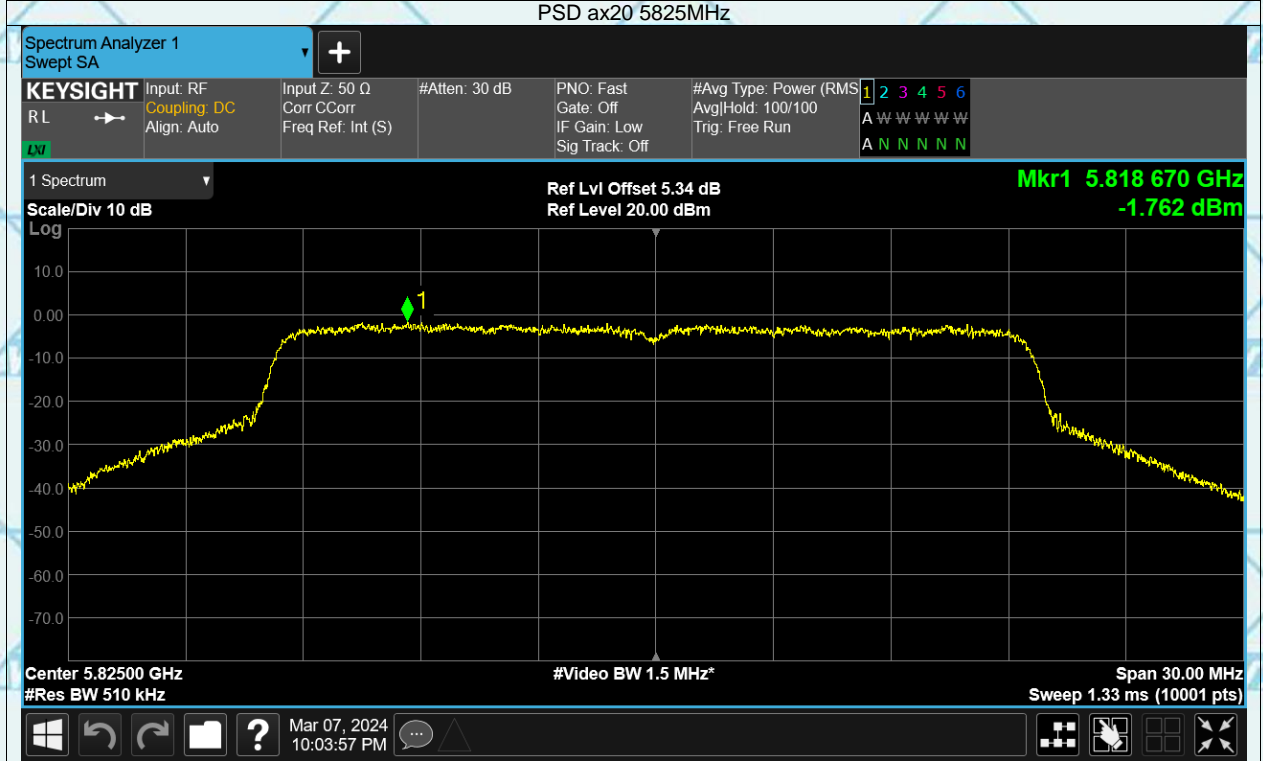 PSD ax20 5825MHz
Spectrum Analyzer 1
Swept SA
KEYSIGHT
R L
LXI
Input: RF
Coupling: DC
Align: Auto
Input Z: 50 Ω
Corr CCorr
Freq Ref: Int (S)
#Atten: 30 dB
PNO: Fast
Gate: Off
IF Gain: Low
Sig Track: Off
#Avg Type: Power (RMS
Avg|Hold: 100/100
Trig: Free Run
1 2 3 4 5 6
A W W W W W
A N N N N N
1 Spectrum
Scale/Div 10 dB
Log
Ref Lvl Offset 5.34 dB
Ref Level 20.00 dBm
Mkr1 5.818 670 GHz
-1.762 dBm
1
10.0
0.00
-10.0
-20.0
-30.0
-40.0
-50.0
-60.0
-70.0
Center 5.82500 GHz
#Res BW 510 kHz
#Video BW 1.5 MHz*
Span 30.00 MHz
Sweep 1.33 ms (10001 pts)
?
Mar 07, 2024
10:03:57 PM